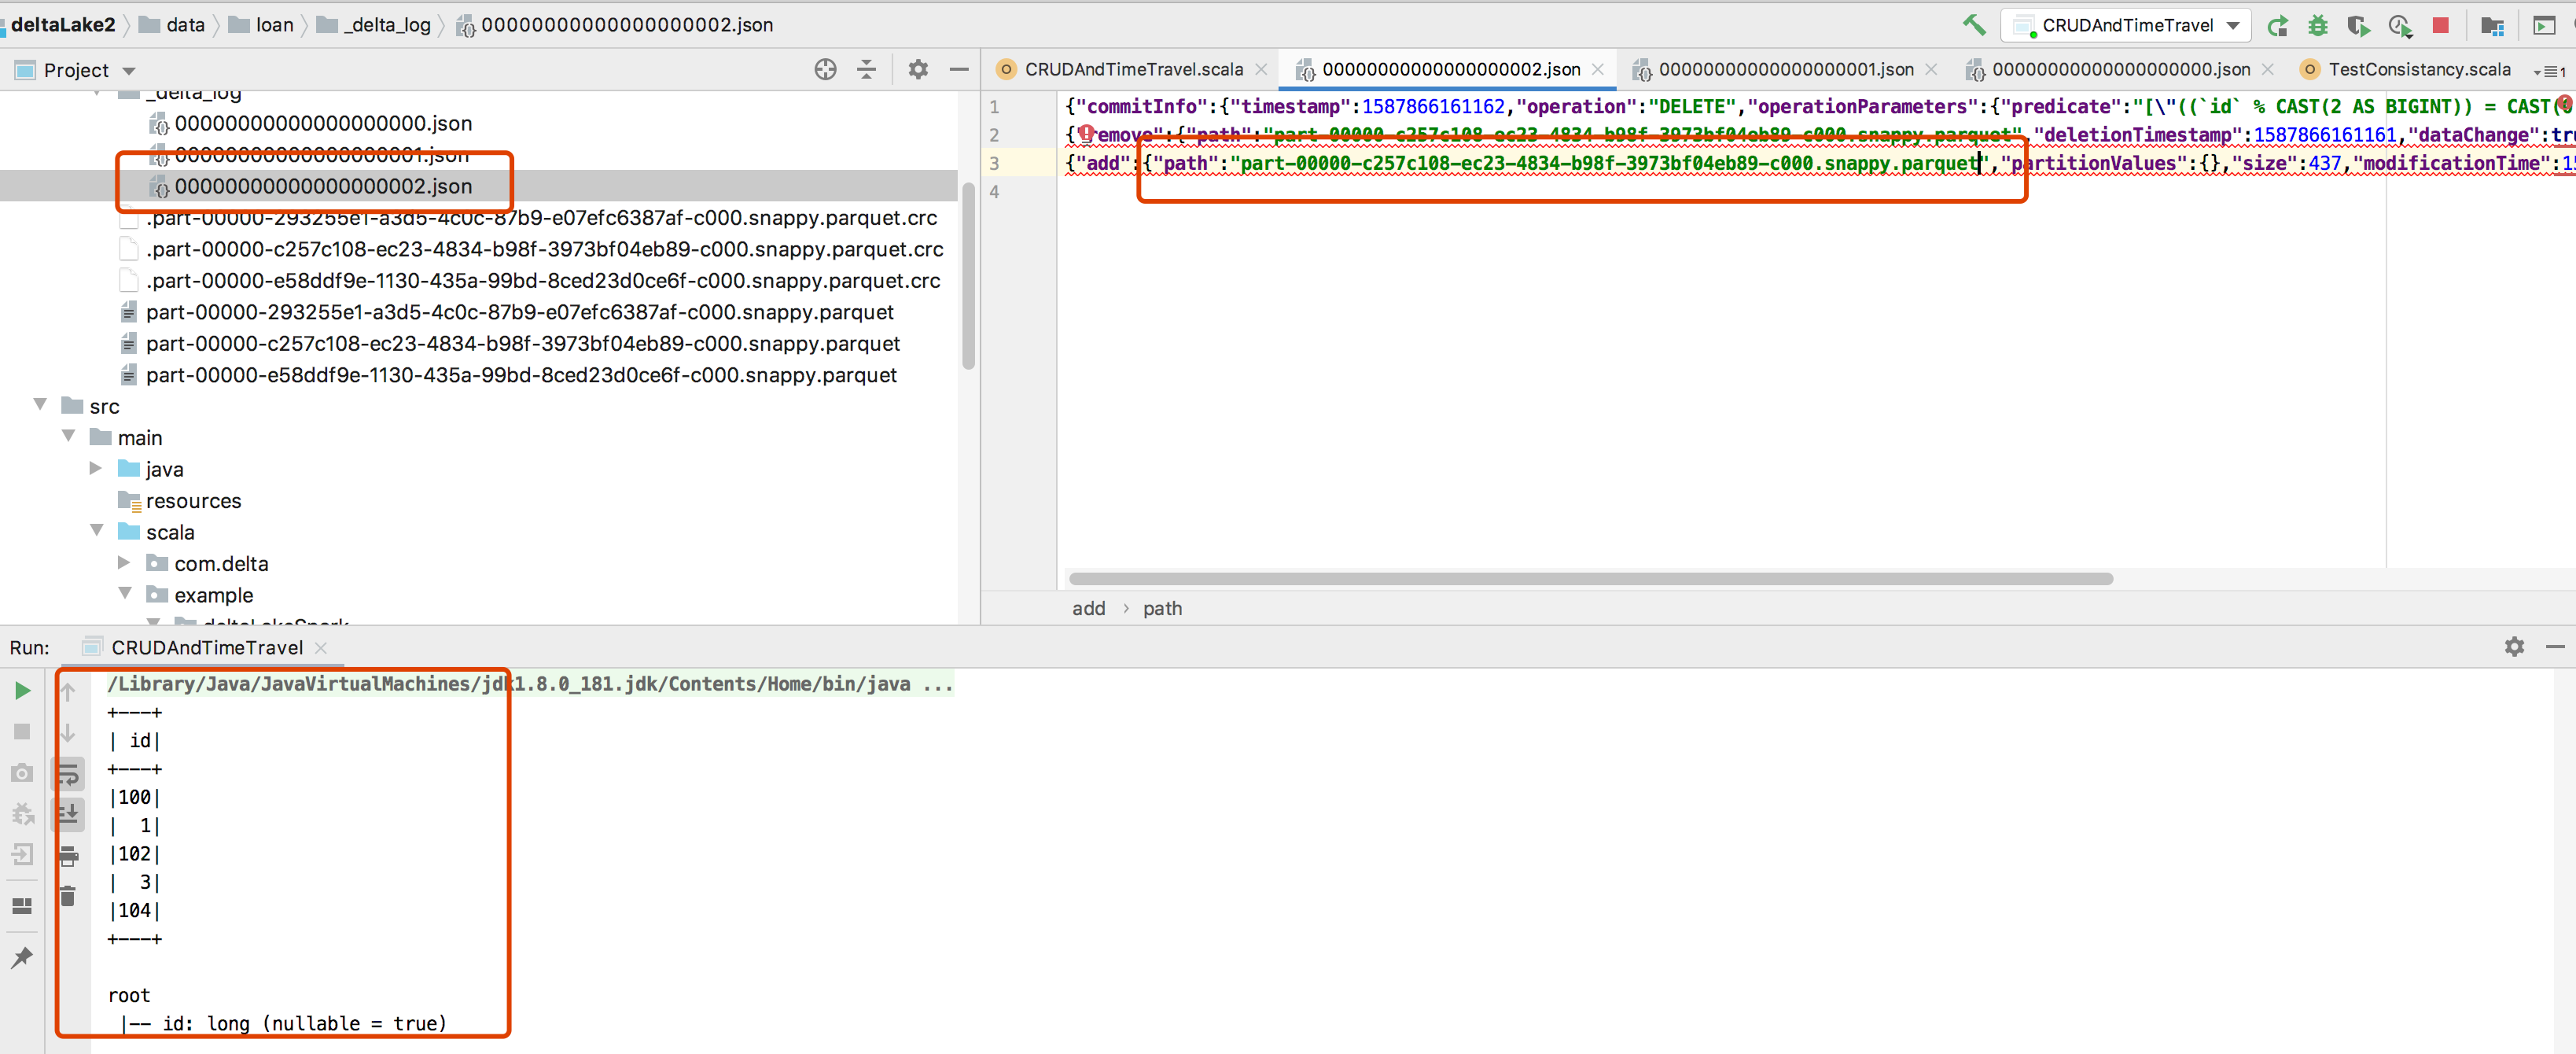 deltaLake2 data loan _delta_log 00000000000000000002.json CRUDAndTimeTravel
Project
CRUDAndTimeTravel.scala 00000000000000000002.json 00000000000000000001.json 00000000000000000000.json TestConsistancy.scala 1
_delta_log
00000000000000000000.json
00000000000000000001.json
00000000000000000002.json
.part-00000-293255e1-a3d5-4c0c-87b9-e07efc6387af-c000.snappy.parquet.crc
.part-00000-c257c108-ec23-4834-b98f-3973bf04eb89-c000.snappy.parquet.crc
.part-00000-e58ddf9e-1130-435a-99bd-8ced23d0ce6f-c000.snappy.parquet.crc
part-00000-293255e1-a3d5-4c0c-87b9-e07efc6387af-c000.snappy.parquet
part-00000-c257c108-ec23-4834-b98f-3973bf04eb89-c000.snappy.parquet
part-00000-e58ddf9e-1130-435a-99bd-8ced23d0ce6f-c000.snappy.parquet
src
main
java
resources
scala
com.delta
example
deltaLakeSpark
1 {"commitInfo":{"timestamp":1587866161162,"operation":"DELETE","operationParameters":{"predicate":"[\"((`id` % CAST(2 AS BIGINT)) = CAST(0
2 {"remove":{"path":"part-00000-c257c108-ec23-4834-b98f-3973bf04eb89-c000.snappy.parquet","deletionTimestamp":1587866161161,"dataChange":tru
3 {"add":{"path":"part-00000-c257c108-ec23-4834-b98f-3973bf04eb89-c000.snappy.parquet","partitionValues":{},"size":437,"modificationTime":15
4
add › path
Run: CRUDAndTimeTravel
/Library/Java/JavaVirtualMachines/jdk1.8.0_181.jdk/Contents/Home/bin/java ...
+---+
| id|
+---+
|100|
|  1|
|102|
|  3|
|104|
+---+
root
 |-- id: long (nullable = true)